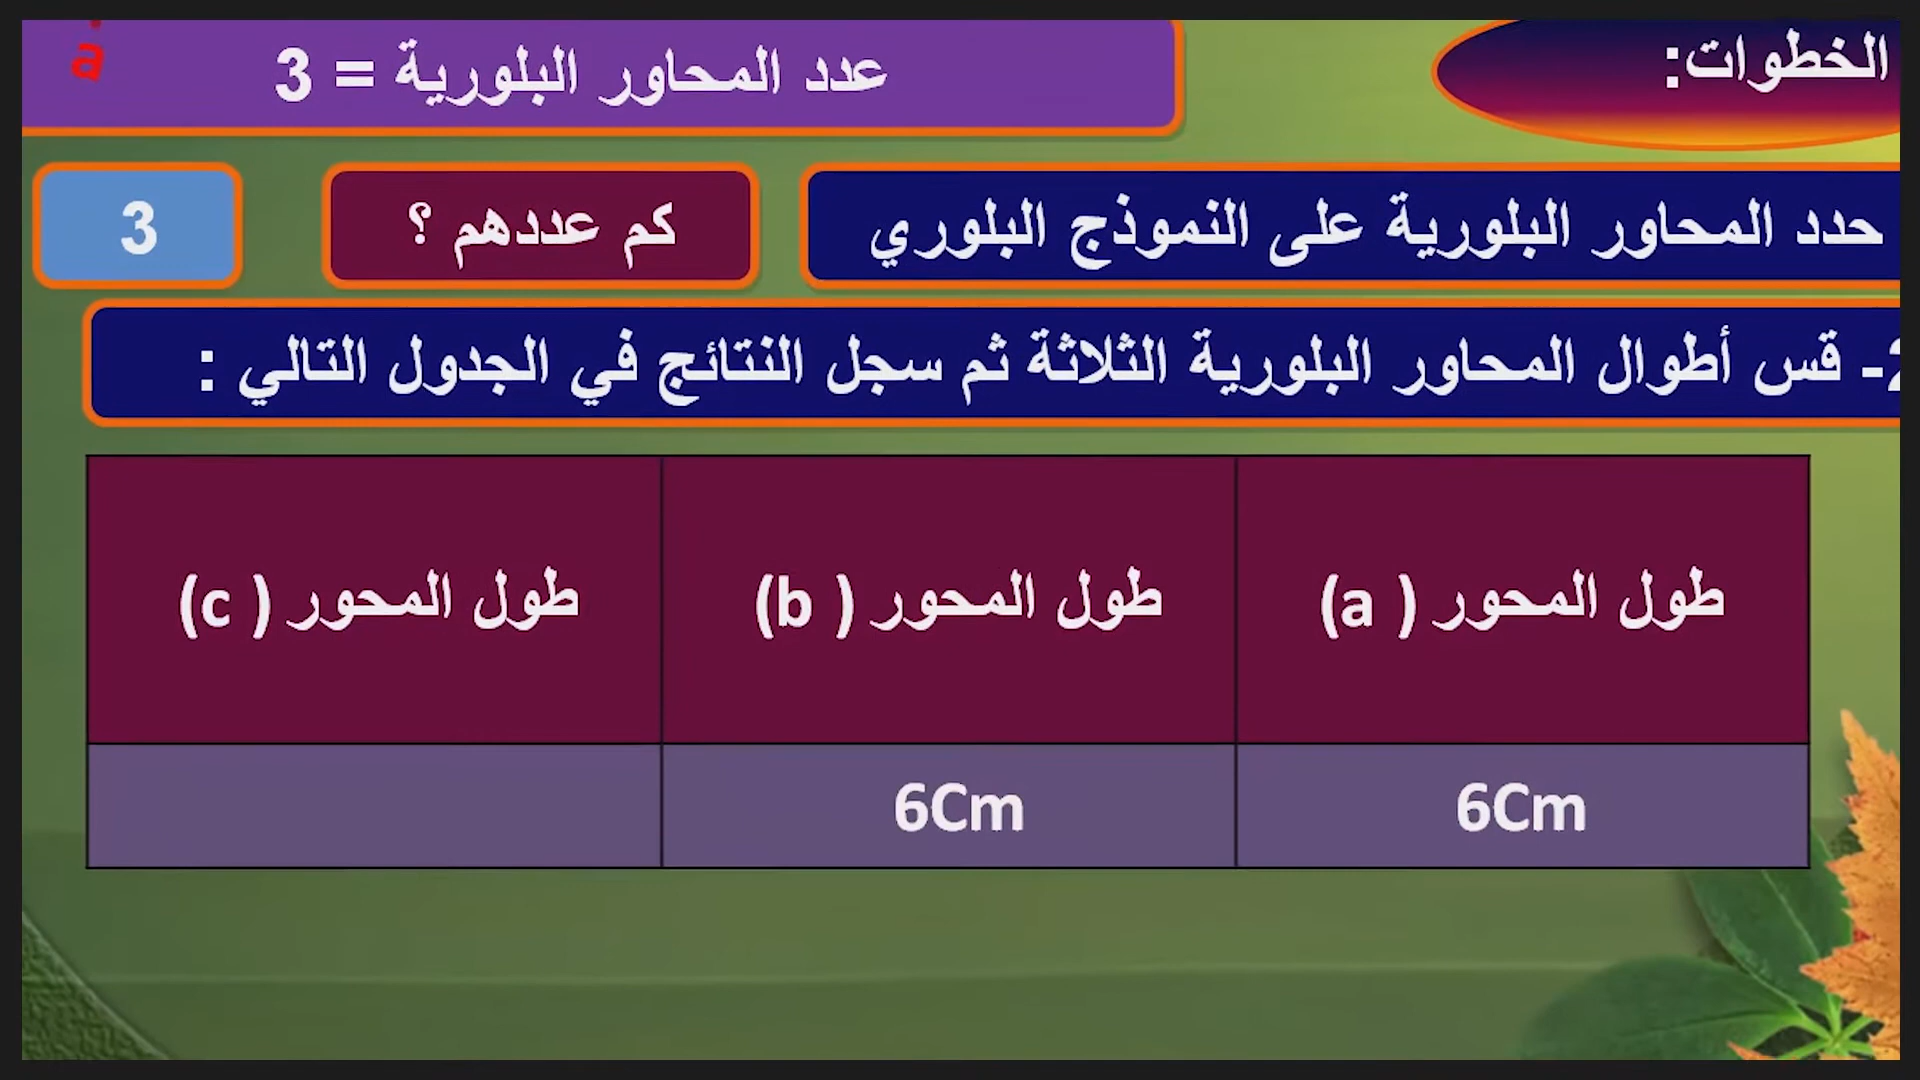 الخطوات:
a
عدد المحاور البلورية = 3
حدد المحاور البلورية على النموذج البلوري
كم عددهم ؟
3
2- قس أطوال المحاور البلورية الثلاثة ثم سجل النتائج في الجدول التالي :
طول المحور ( a)
طول المحور ( b)
طول المحور ( c)
6Cm
6Cm